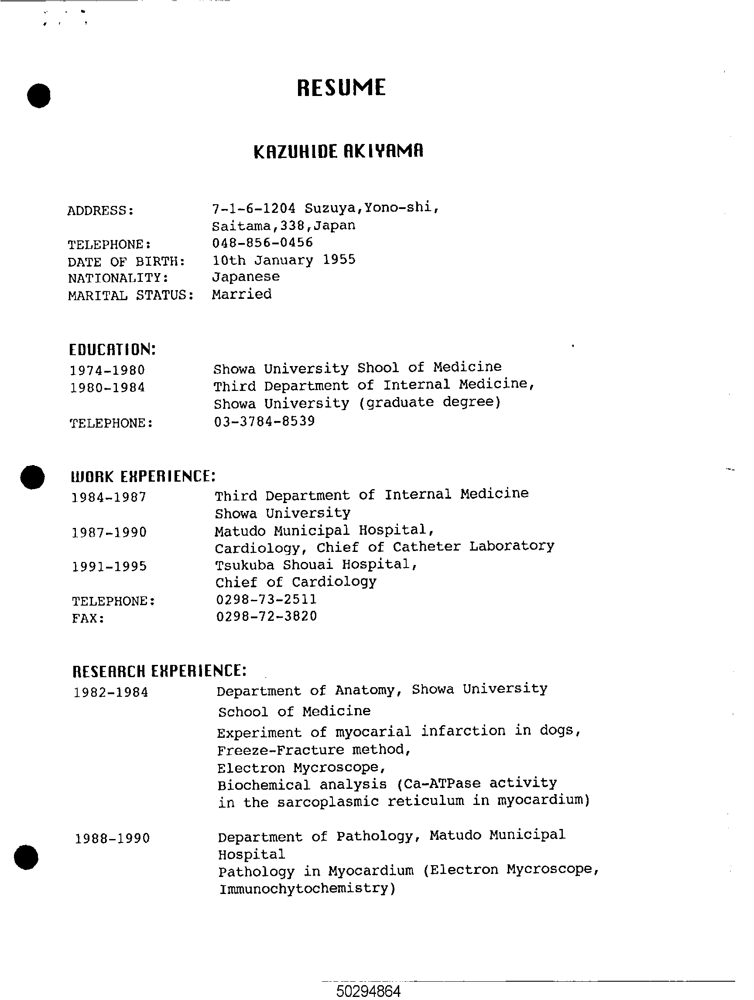 RESUME
KAZUHIDE AKIYAMA
ADDRESS: 7-1-6-1204 Suzuya,Yono-shi,
Saitama,338,Japan
TELEPHONE: 048-856-0456
DATE OF BIRTH: 10th January 1955
NATIONALITY: Japanese
MARITAL STATUS: Married
EDUCATION:
1974-1980 Showa University Shool of Medicine
1980-1984 Third Department of Internal Medicine,
Showa University (graduate degree)
TELEPHONE: 03-3784-8539
WORK EXPERIENCE:
1984-1987 Third Department of Internal Medicine
Showa University
1987-1990 Matudo Municipal Hospital,
Cardiology, Chief of Catheter Laboratory
1991-1995 Tsukuba Shouai Hospital,
Chief of Cardiology
TELEPHONE: 0298-73-2511
FAX: 0298-72-3820
RESEARCH EXPERIENCE:
1982-1984 Department of Anatomy, Showa University
School of Medicine
Experiment of myocarial infarction in dogs,
Freeze-Fracture method,
Electron Mycroscope,
Biochemical analysis (Ca-ATPase activity
in the sarcoplasmic reticulum in myocardium)
1988-1990 Department of Pathology, Matudo Municipal
Hospital
Pathology in Myocardium (Electron Mycroscope,
Immunochytochemistry)
50294864